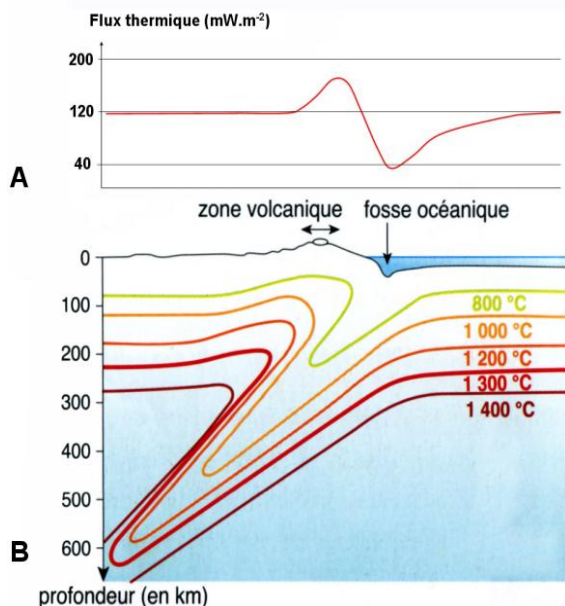 Flux thermique (mW.m-2)
200
120
40
A
zone volcanique
fosse océanique
0
100
200
300
400
500
600
800 °C
1 000 °C
1 200 °C
1 300 °C
1 400 °C
B
profondeur (en km)